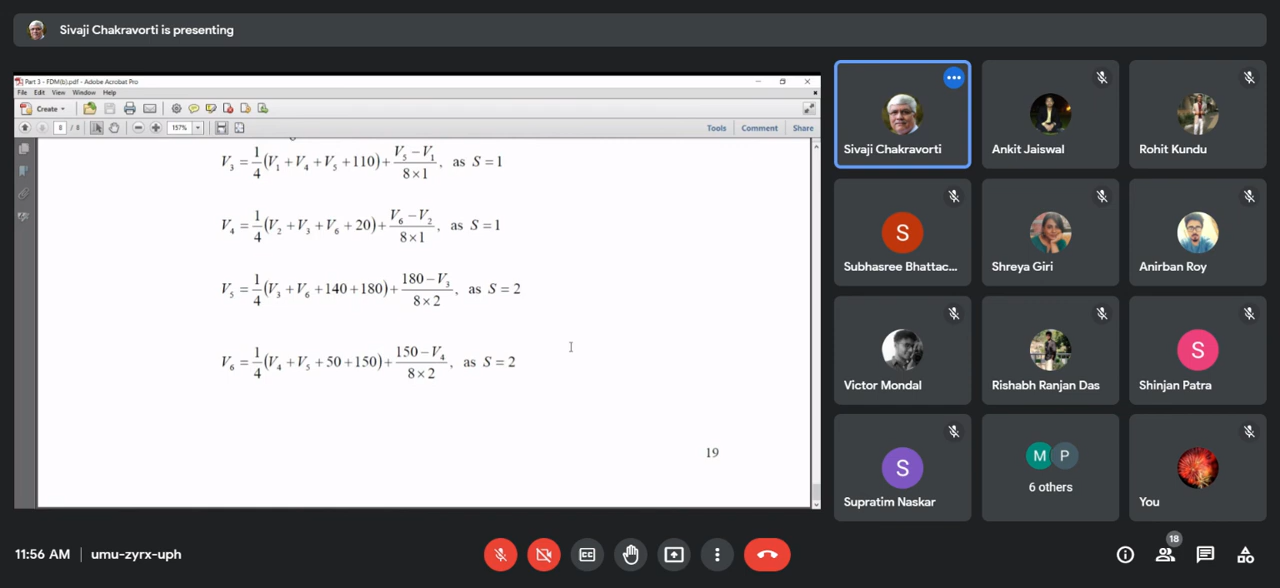 Sivaji Chakravorti is presenting
Part 3 - FDM(b).pdf - Adobe Acrobat Pro
File Edit View Window Help
Create
8 / 8 157%
Tools Comment Share
V₃ = 1/4 (V₁ + V₄ + V₅ + 110) + (V₅ − V₁)/(8 × 1), as S = 1
V₄ = 1/4 (V₂ + V₃ + V₆ + 20) + (V₆ − V₂)/(8 × 1), as S = 1
V₅ = 1/4 (V₃ + V₆ + 140 + 180) + (180 − V₃)/(8 × 2), as S = 2
V₆ = 1/4 (V₄ + V₅ + 50 + 150) + (150 − V₄)/(8 × 2), as S = 2
19
Sivaji Chakravorti
Ankit Jaiswal
Rohit Kundu
S
Subhasree Bhattac...
Shreya Giri
Anirban Roy
Victor Mondal
Rishabh Ranjan Das
S
Shinjan Patra
S
Supratim Naskar
M P
6 others
You
11:56 AM | umu-zyrx-uph
18